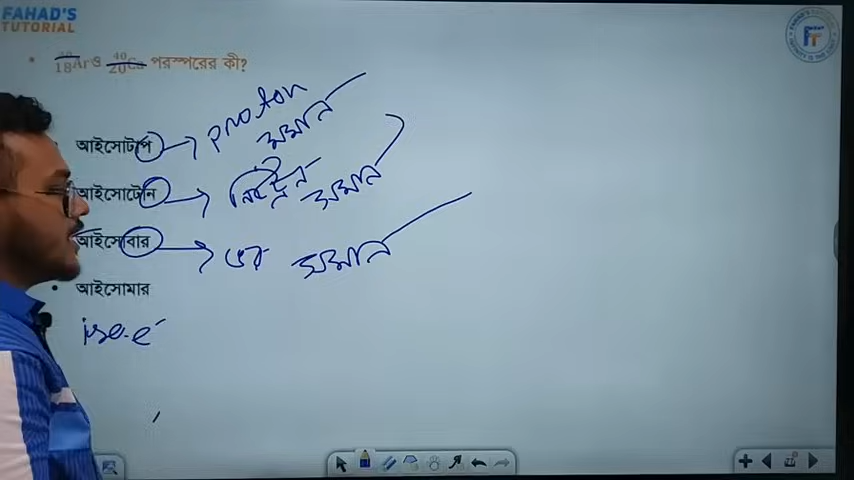 FAHAD'S
TUTORIAL
18Ar ও 40 20Ca পরস্পরের কী?
আইসোটোপ → proton সমান
আইসোটোন → নিউট্রন সমান
আইসোবার → ভর সমান
আইসোমার
iso-e⁻